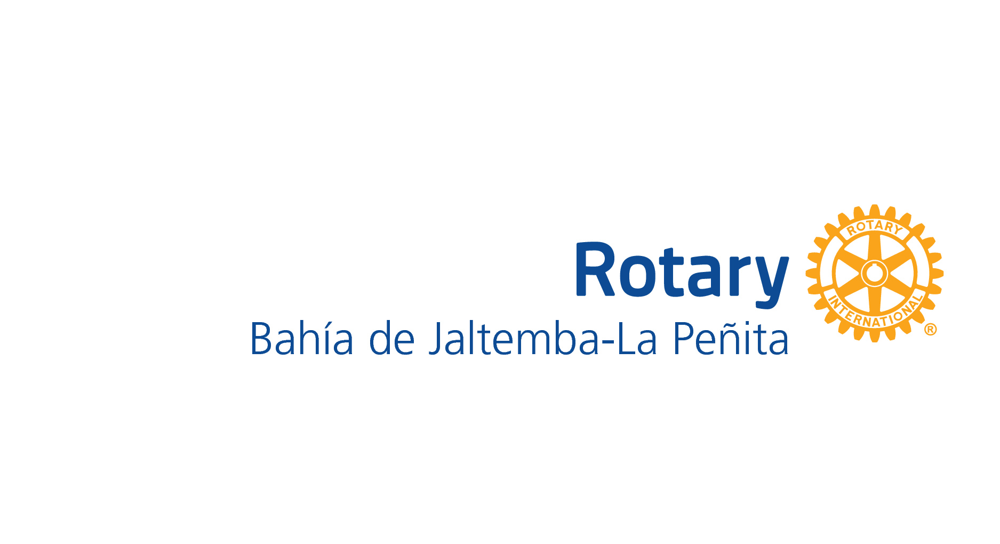 Rotary
Bahía de Jaltemba-La Peñita
ROTARY
INTERNATIONAL
®